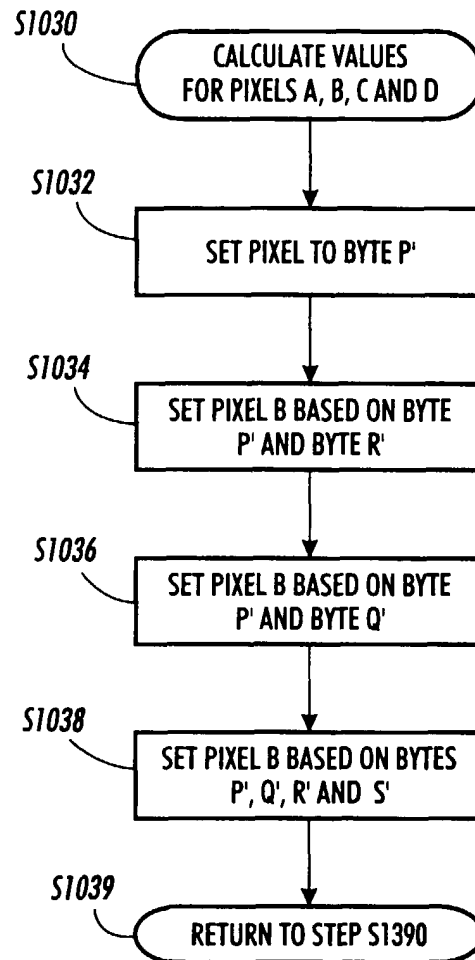 S1030
CALCULATE VALUES
FOR PIXELS A, B, C AND D
S1032
SET PIXEL TO BYTE P'
S1034
SET PIXEL B BASED ON BYTE
P' AND BYTE R'
S1036
SET PIXEL B BASED ON BYTE
P' AND BYTE Q'
S1038
SET PIXEL B BASED ON BYTES
P', Q', R' AND S'
S1039
RETURN TO STEP S1390